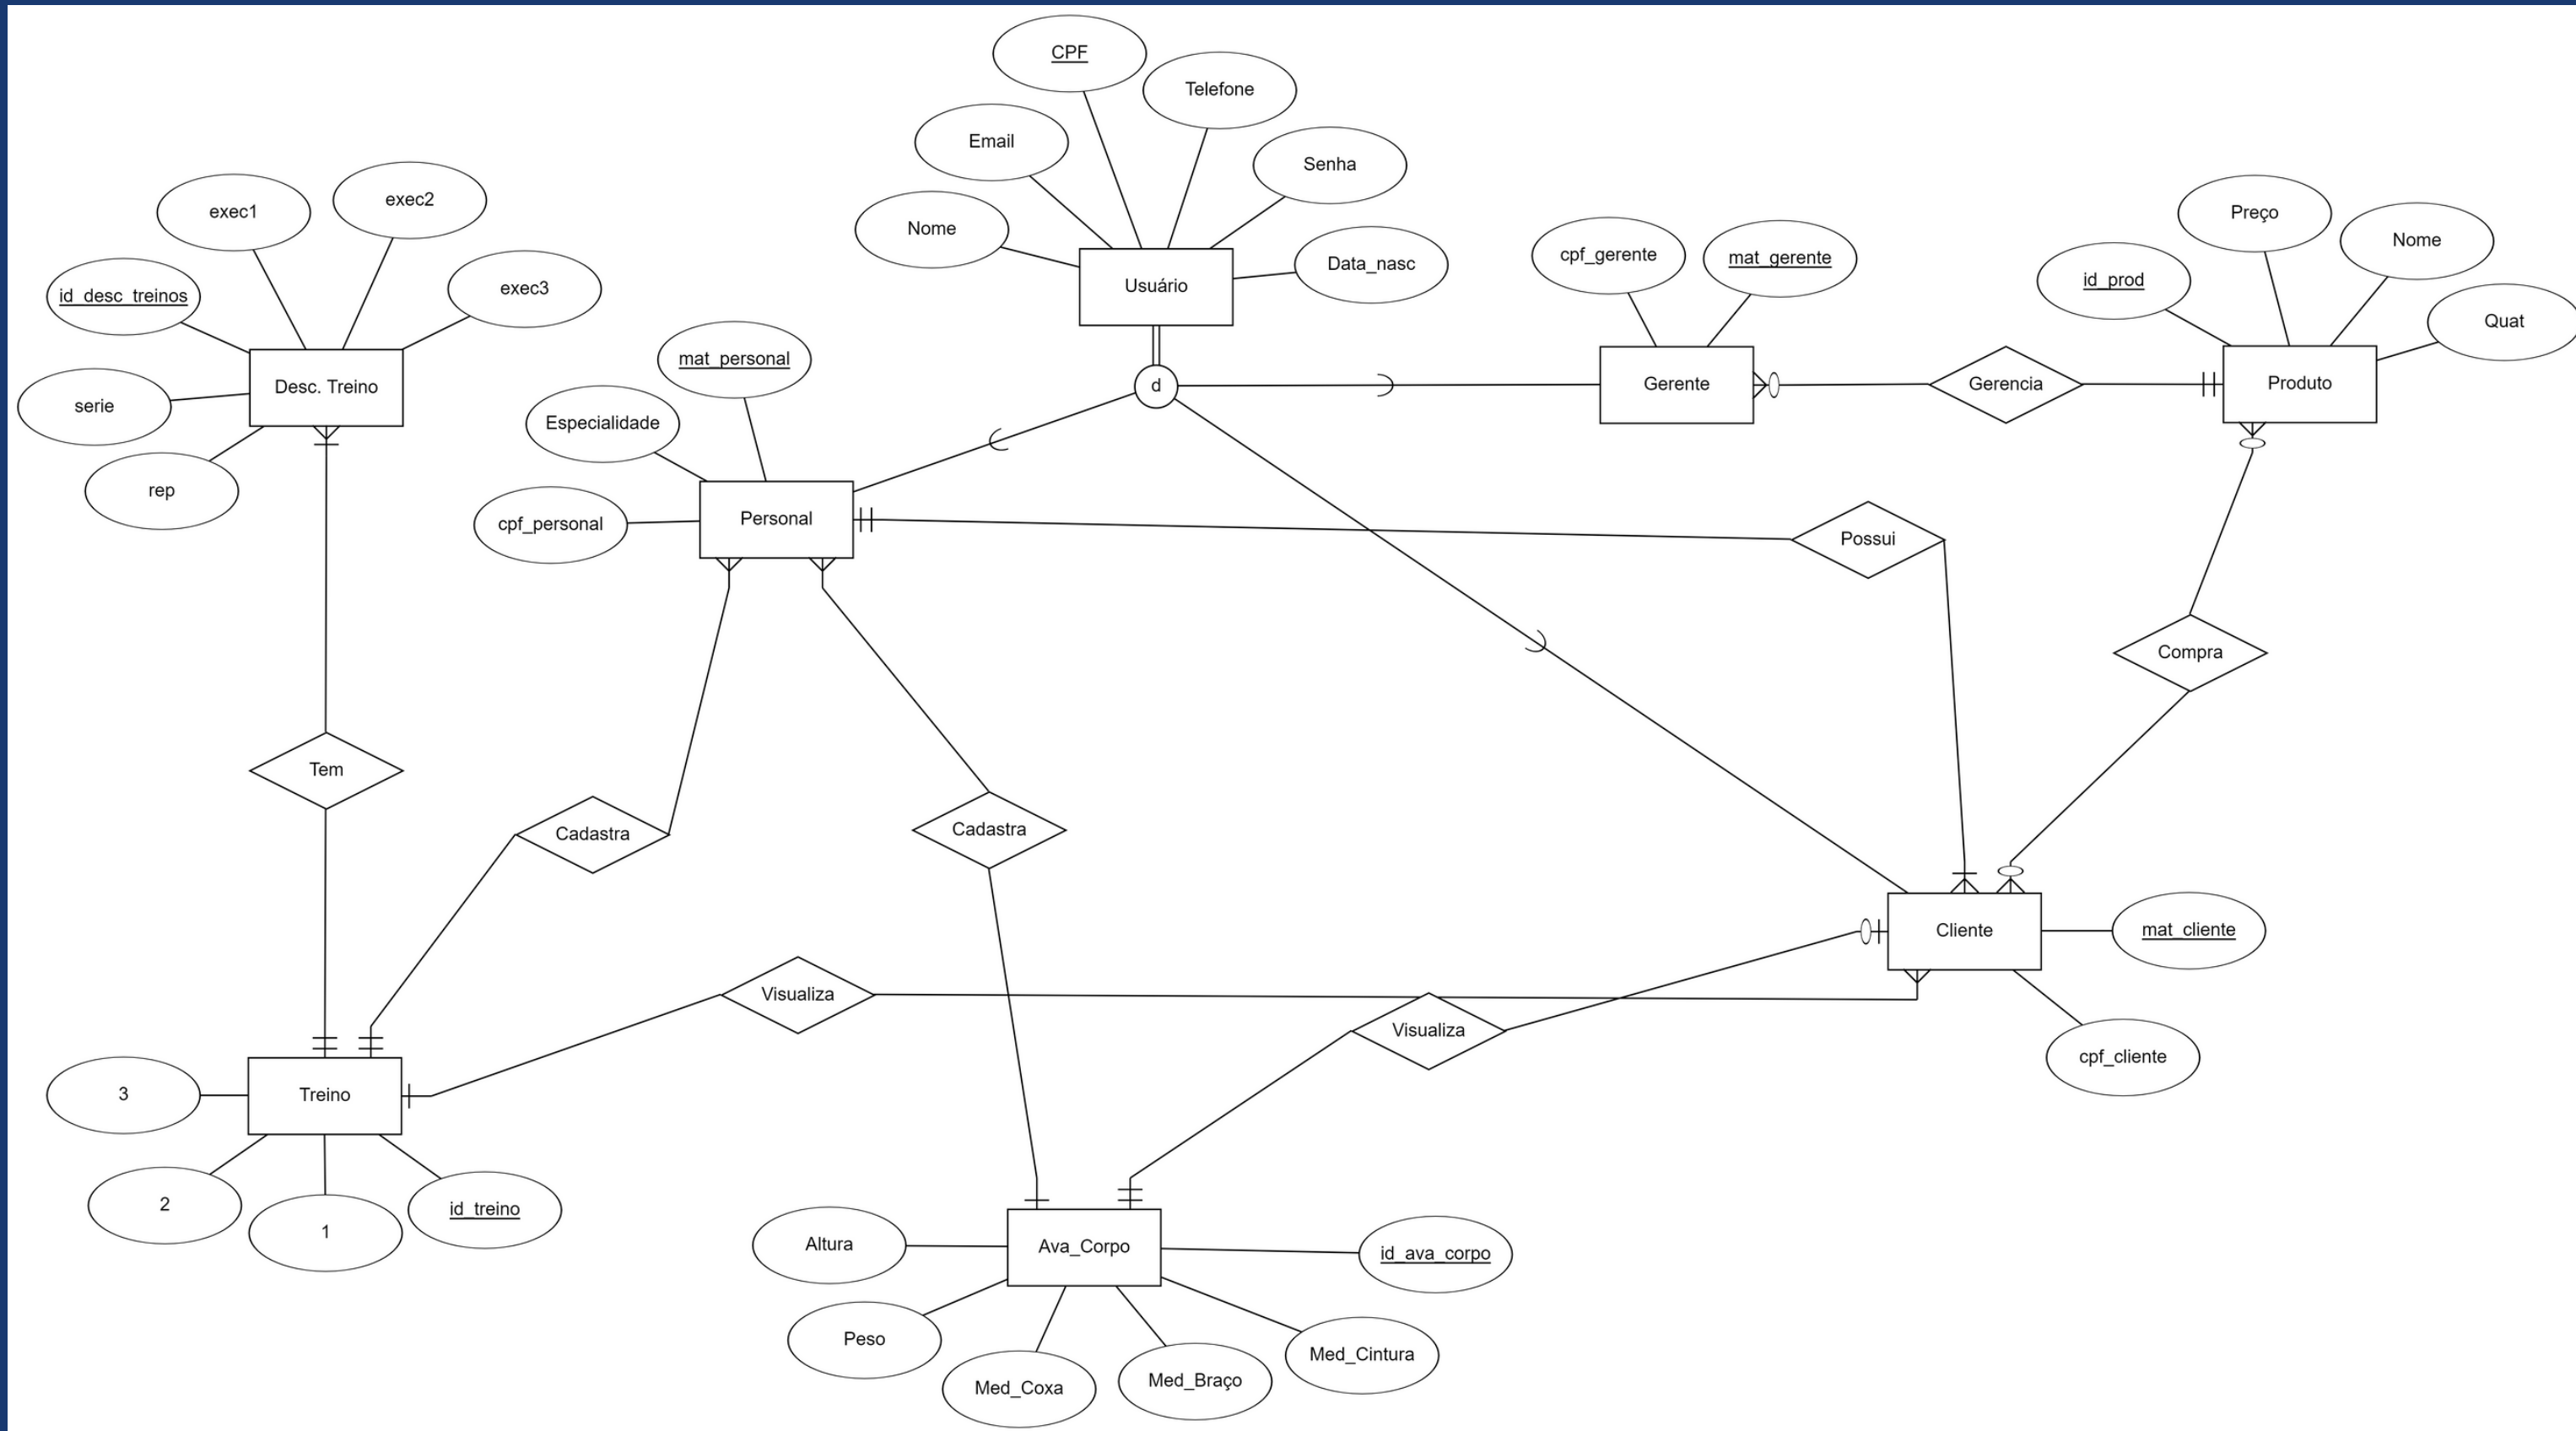 CPF
Telefone
Email
Senha
Nome
Data_nasc
Usuário
d
exec1
exec2
id_desc_treinos
exec3
Desc. Treino
serie
rep
mat_personal
Especialidade
cpf_personal
Personal
cpf_gerente
mat_gerente
Gerente
Gerencia
Preço
Nome
id_prod
Quat
Produto
Possui
Compra
Tem
Cadastra
Cadastra
Cliente
mat_cliente
cpf_cliente
Visualiza
Visualiza
Treino
3
2
1
id_treino
Ava_Corpo
Altura
id_ava_corpo
Peso
Med_Coxa
Med_Braço
Med_Cintura